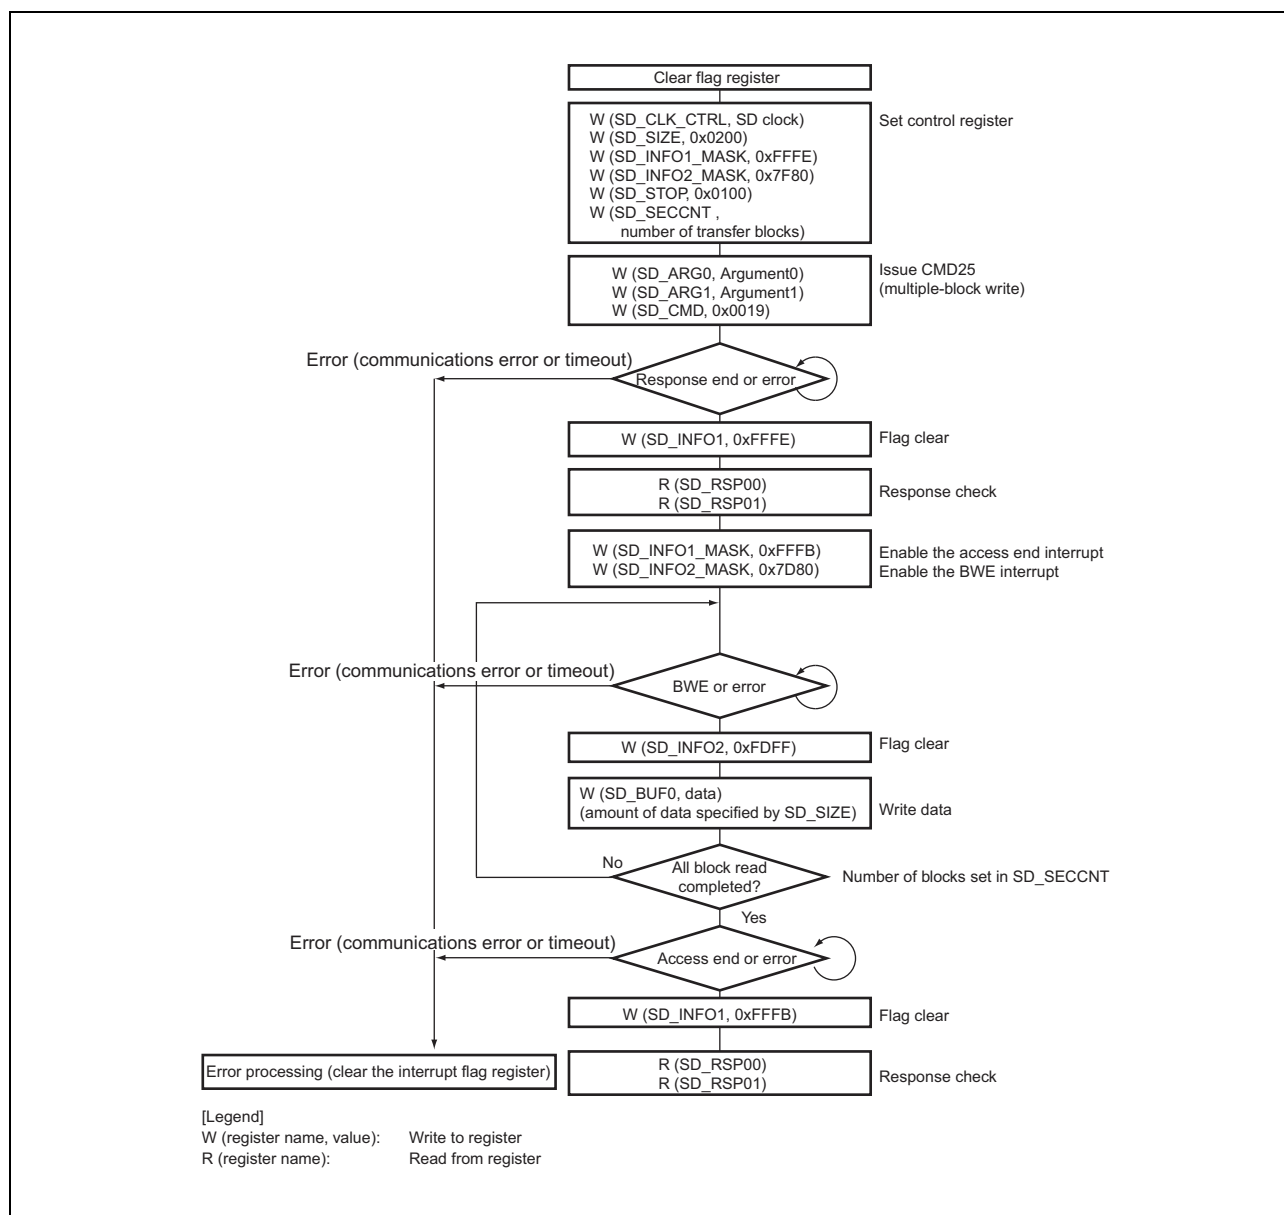 Clear flag register
W (SD_CLK_CTRL, SD clock)
W (SD_SIZE, 0x0200)
W (SD_INFO1_MASK, 0xFFFE)
W (SD_INFO2_MASK, 0x7F80)
W (SD_STOP, 0x0100)
W (SD_SECCNT ,
number of transfer blocks)
Set control register
W (SD_ARG0, Argument0)
W (SD_ARG1, Argument1)
W (SD_CMD, 0x0019)
Issue CMD25
(multiple-block write)
Error (communications error or timeout)
Response end or error
W (SD_INFO1, 0xFFFE)
Flag clear
R (SD_RSP00)
R (SD_RSP01)
Response check
W (SD_INFO1_MASK, 0xFFFB)
W (SD_INFO2_MASK, 0x7D80)
Enable the access end interrupt
Enable the BWE interrupt
Error (communications error or timeout)
BWE or error
W (SD_INFO2, 0xFDFF)
Flag clear
W (SD_BUF0, data)
(amount of data specified by SD_SIZE)
Write data
No
All block read
completed?
Number of blocks set in SD_SECCNT
Yes
Error (communications error or timeout)
Access end or error
W (SD_INFO1, 0xFFFB)
Flag clear
Error processing (clear the interrupt flag register)
R (SD_RSP00)
R (SD_RSP01)
Response check
[Legend]
W (register name, value): Write to register
R (register name): Read from register